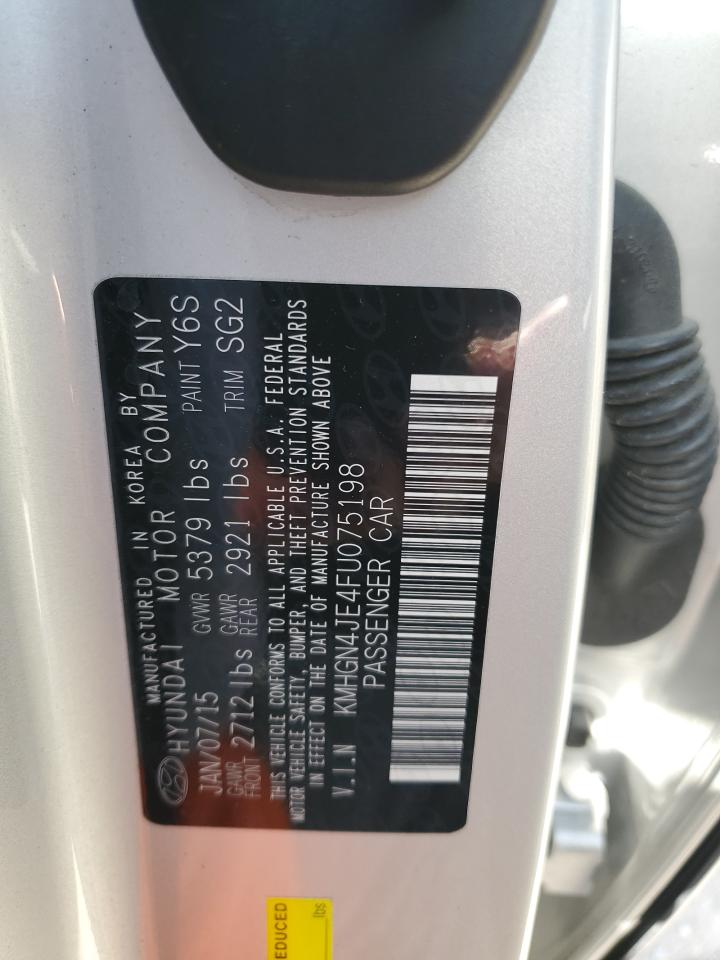 MANUFACTURED IN KOREA BY
HYUNDAI MOTOR COMPANY
JAN/07/15 GVWR 5379 lbs PAINT Y6S
GAWR FRONT 2712 lbs GAWR REAR 2921 lbs TRIM SG2
THIS VEHICLE CONFORMS TO ALL APPLICABLE U.S.A. FEDERAL
MOTOR VEHICLE SAFETY, BUMPER, AND THEFT PREVENTION STANDARDS
IN EFFECT ON THE DATE OF MANUFACTURE SHOWN ABOVE
V.I.N KMHGN4JE4FU075198
PASSENGER CAR
EDUCED
lbs